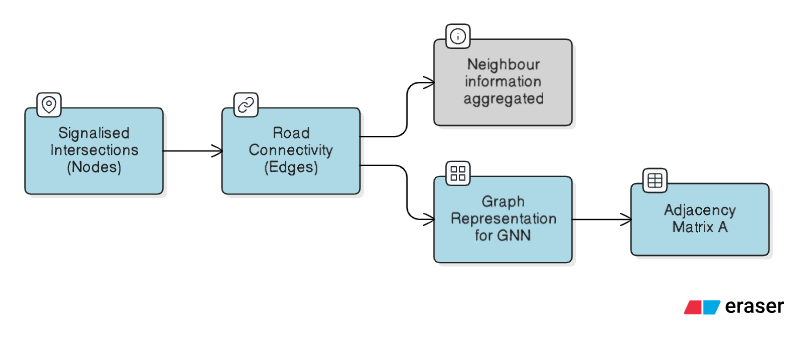 Signalised
Intersections
(Nodes)
Road
Connectivity
(Edges)
Neighbour
information
aggregated
Graph
Representation
for GNN
Adjacency
Matrix A
eraser